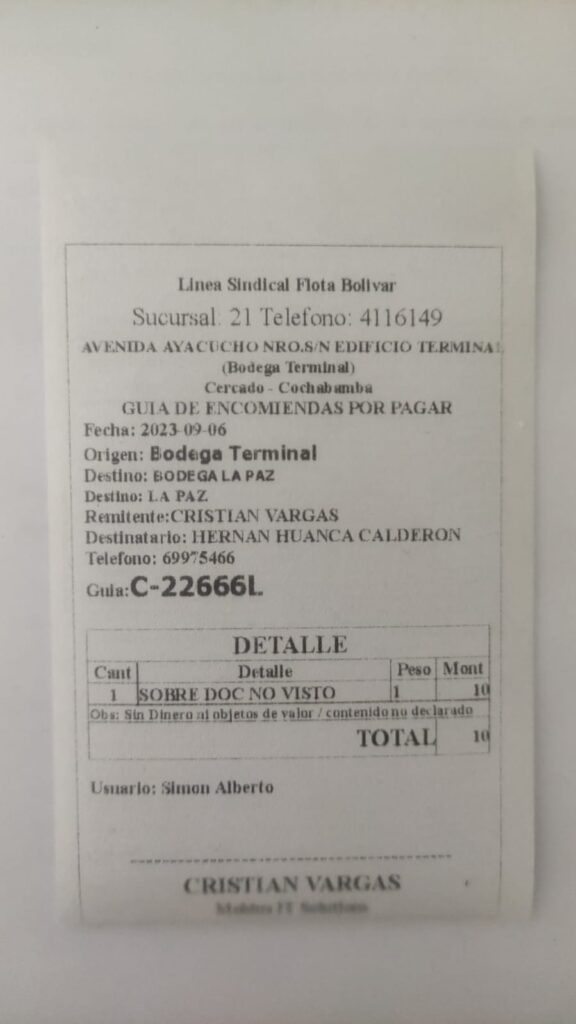 Linea Sindical Flota Bolivar
Sucursal: 21 Telefono: 4116149
AVENIDA AYACUCHO NRO.S/N EDIFICIO TERMINAL
(Bodega Terminal)
Cercado - Cochabamba
GUIA DE ENCOMIENDAS POR PAGAR
Fecha: 2023-09-06
Origen: Bodega Terminal
Destino: BODEGA LA PAZ
Destino: LA PAZ
Remitente:CRISTIAN VARGAS
Destinatario: HERNAN HUANCA CALDERON
Telefono: 69975466
Guia:C-22666L
DETALLE
Cant Detalle Peso Mont
1 SOBRE DOC NO VISTO 1 10
Obs: Sin Dinero ni objetos de valor / contenido no declarado
TOTAL 10
Usuario: Simon Alberto
CRISTIAN VARGAS
IT Solutions